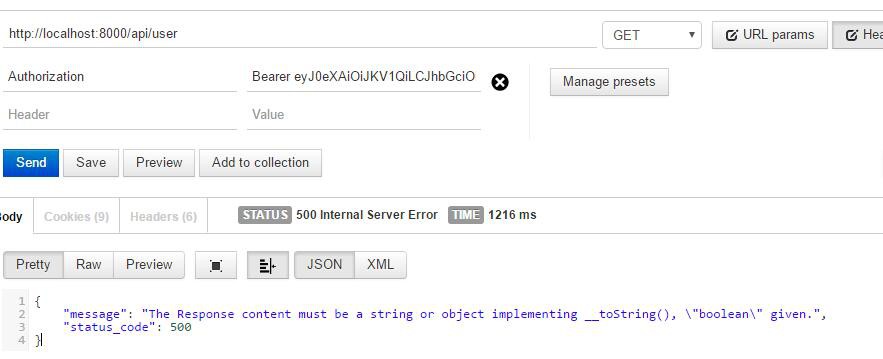 http://localhost:8000/api/user GET URL params Hea
Authorization Bearer eyJ0eXAiOiJKV1QiLCJhbGciO Manage presets
Header Value
Send Save Preview Add to collection
Body Cookies (9) Headers (6) STATUS 500 Internal Server Error TIME 1216 ms
Pretty Raw Preview JSON XML
1 {
2 "message": "The Response content must be a string or object implementing __toString(), \"boolean\" given.",
3 "status_code": 500
4 }